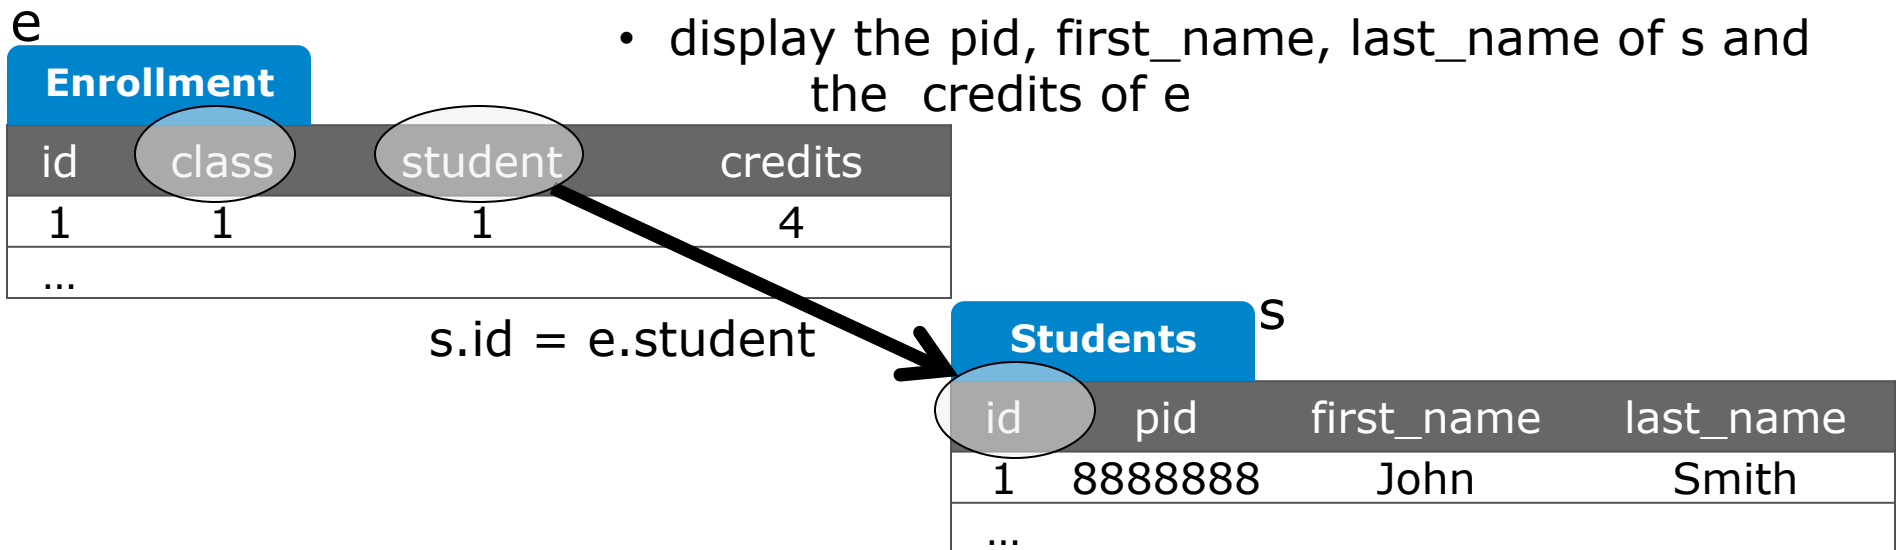 e
• display the pid, first_name, last_name of s and
the credits of e
Enrollment
id class student credits
1 1 1 4
...
s.id = e.student
s
Students
id pid first_name last_name
1 8888888 John Smith
...